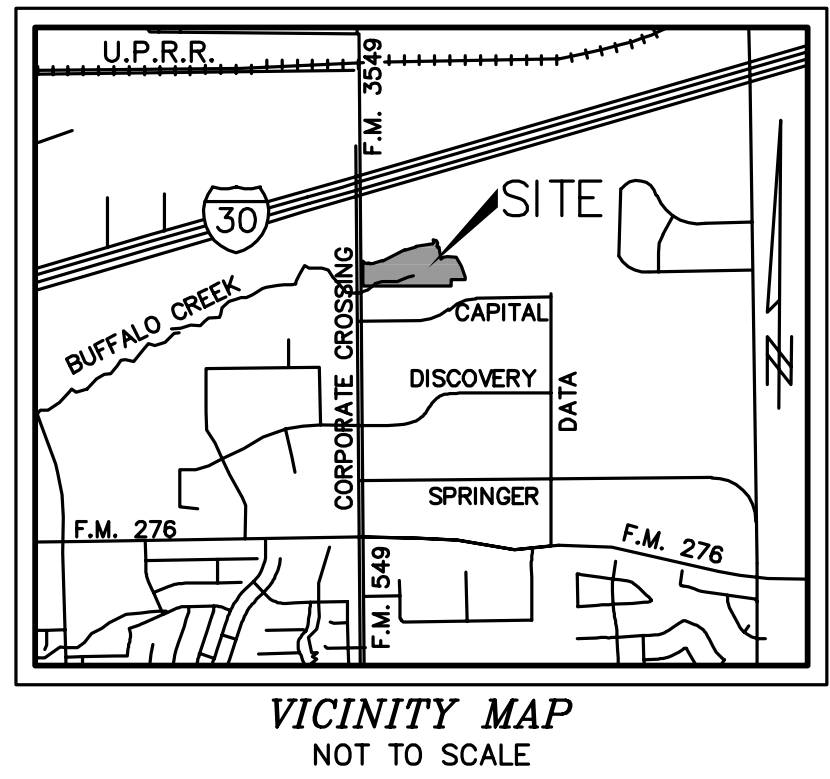 U.P.R.R.
F.M. 3549
30
SITE
BUFFALO CREEK
CORPORATE CROSSING
CAPITAL
DISCOVERY
DATA
SPRINGER
F.M. 276
F.M. 276
F.M. 549
N
VICINITY MAP
NOT TO SCALE